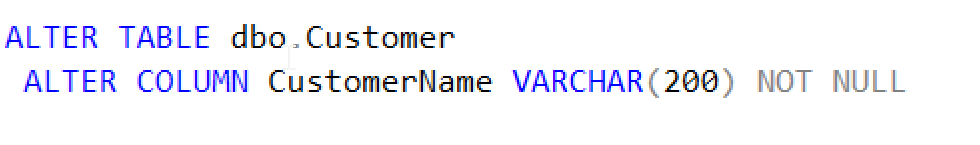 ALTER TABLE dbo.Customer
ALTER COLUMN CustomerName VARCHAR(200) NOT NULL